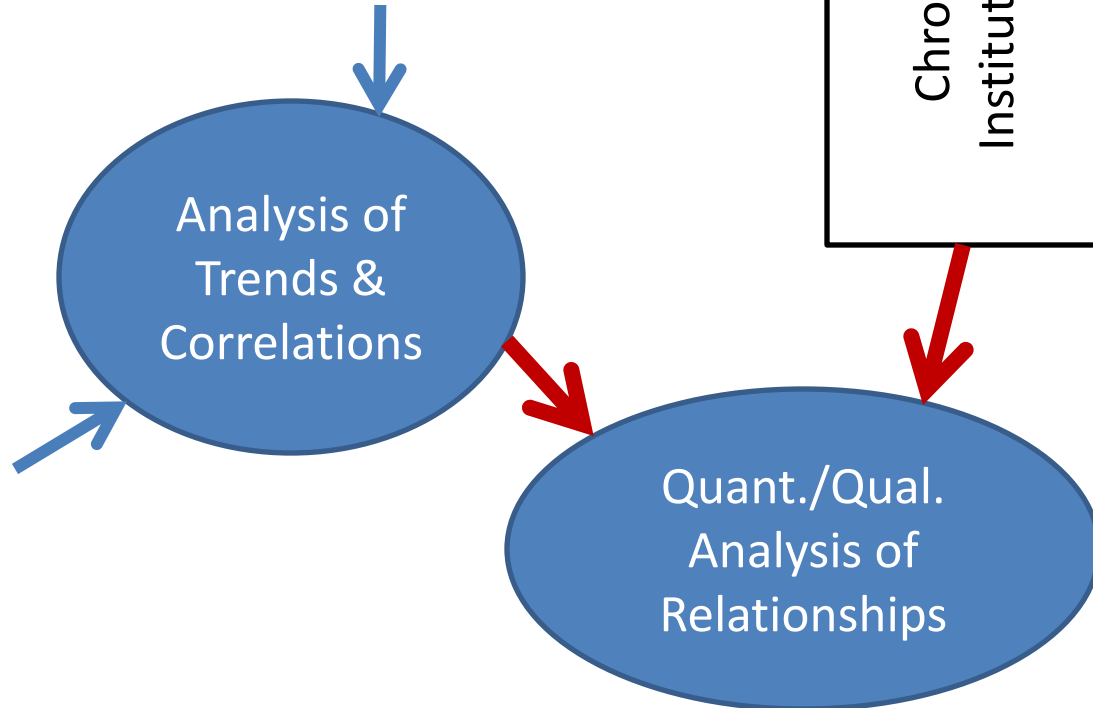 Analysis of
Trends &
Correlations
Quant./Qual.
Analysis of
Relationships